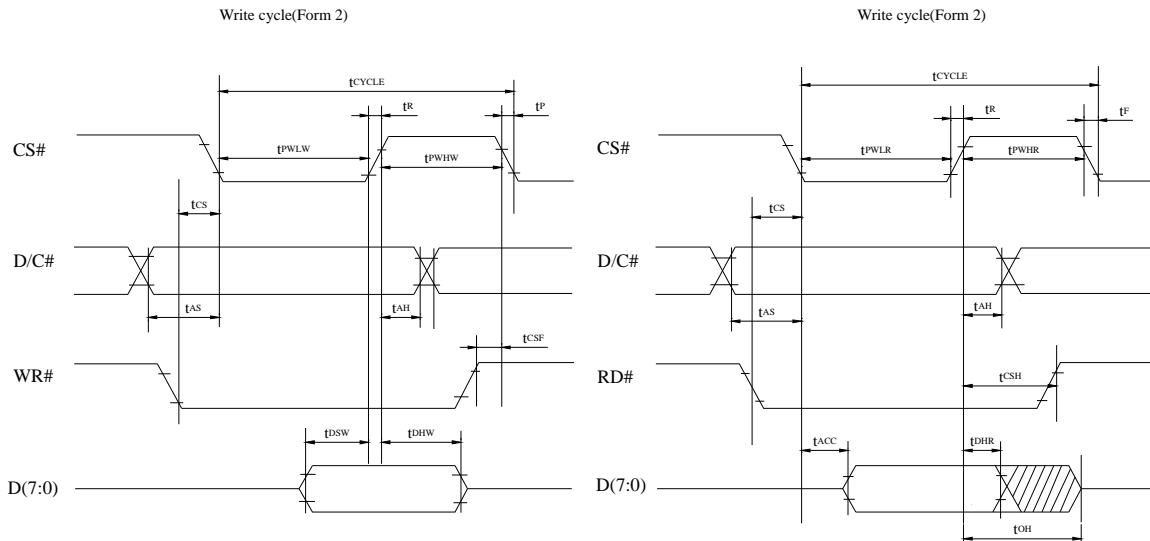 Write cycle(Form 2)
tCYCLE
tR
tP
CS#
tPWLW
tPWHW
tCS
D/C#
tAS
tAH
tCSF
WR#
tDSW
tDHW
D(7:0)
Write cycle(Form 2)
tCYCLE
tR
tF
CS#
tPWLR
tPWHR
tCS
D/C#
tAS
tAH
RD#
tCSH
tACC
tDHR
D(7:0)
tOH